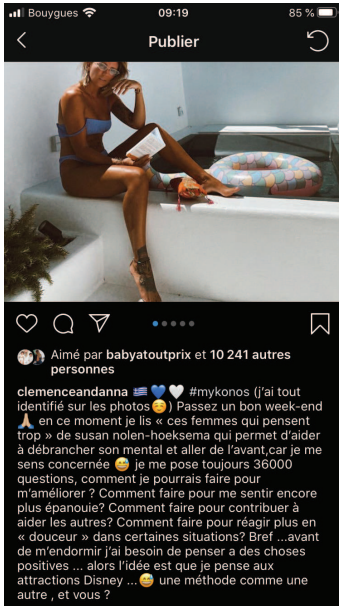 Bouygues 09:19 85 %
Publier
Aimé par babyatoutprix et 10 241 autres
personnes
clemenceandanna 🇬🇷💙🤍 #mykonos (j'ai tout
identifié sur les photos☺️) Passez un bon week-end
🙏🏼 en ce moment je lis « ces femmes qui pensent
trop » de susan nolen-hoeksema qui permet d'aider
à débrancher son mental et aller de l'avant,car je me
sens concernée 😅 je me pose toujours 36000
questions, comment je pourrais faire pour
m'améliorer ? Comment faire pour me sentir encore
plus épanouie? Comment faire pour contribuer à
aider les autres? Comment faire pour réagir plus en
« douceur » dans certaines situations? Bref ...avant
de m'endormir j'ai besoin de penser a des choses
positives ... alors l'idée est que je pense aux
attractions Disney ...😅 une méthode comme une
autre , et vous ?